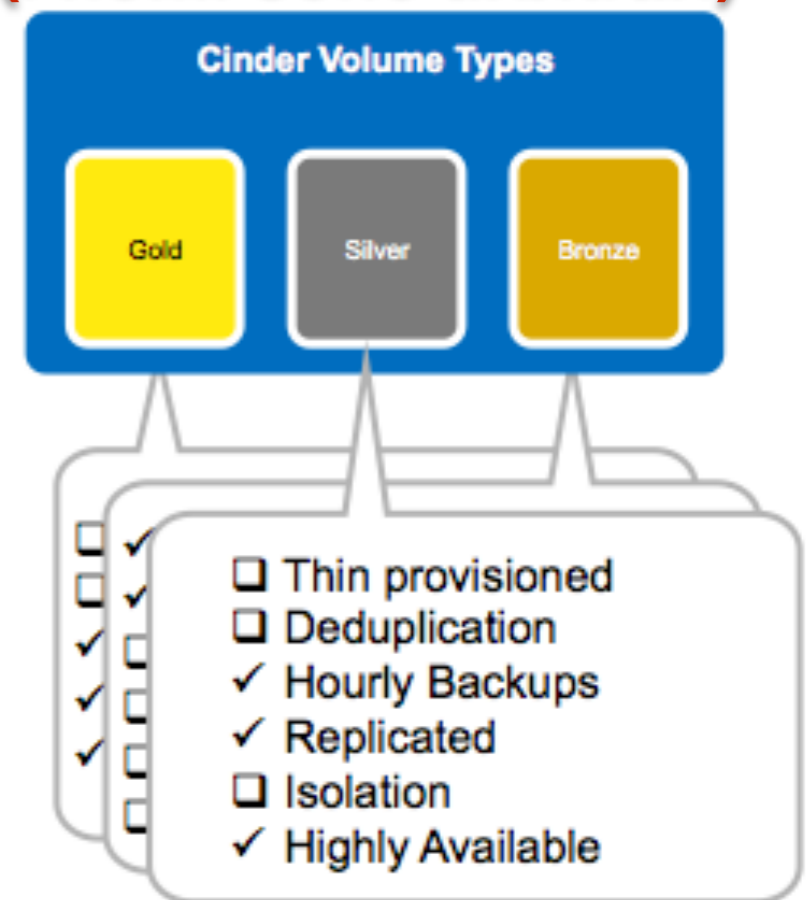 Cinder Volume Types
Gold
Silver
Bronze
Thin provisioned
Deduplication
Hourly Backups
Replicated
Isolation
Highly Available